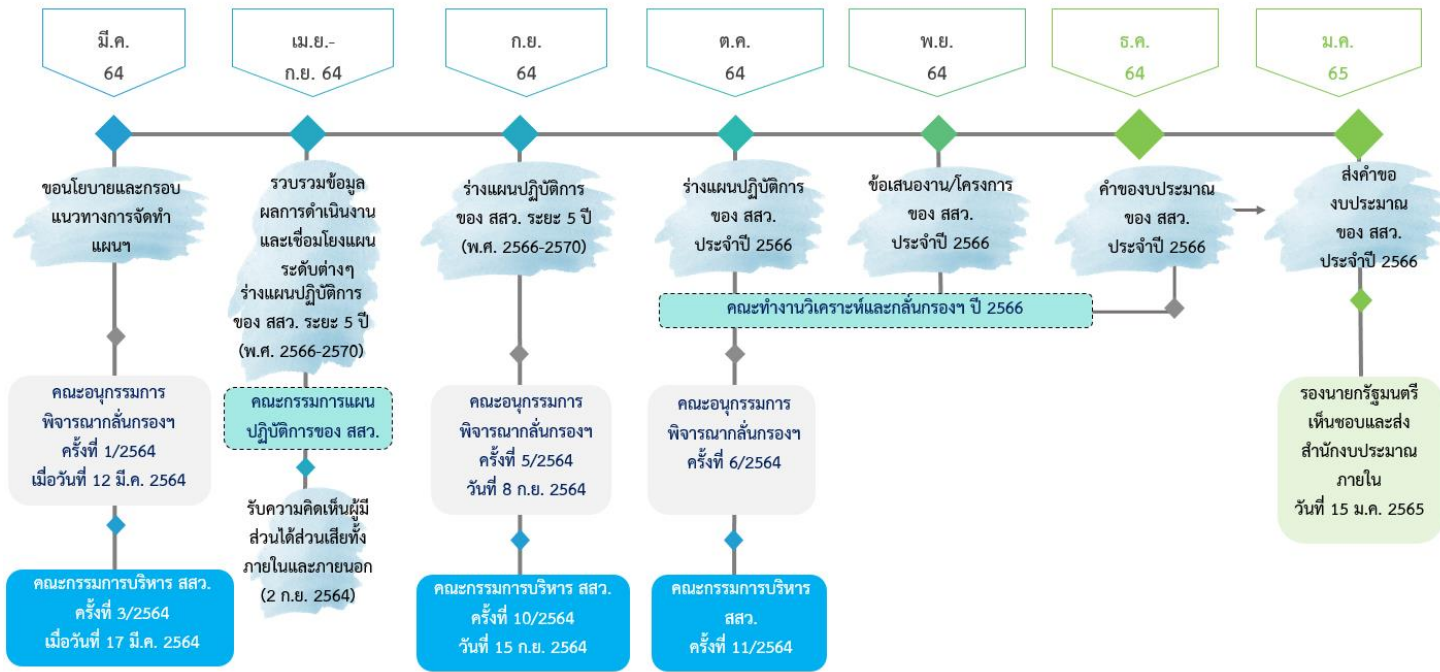 มี.ค.
64
เม.ย.-
ก.ย. 64
ก.ย.
64
ต.ค.
64
พ.ย.
64
ธ.ค.
64
ม.ค.
65
ขอนโยบายและกรอบ
แนวทางการจัดทำ
แผนฯ
คณะอนุกรรมการ
พิจารณากลั่นกรองฯ
ครั้งที่ 1/2564
เมื่อวันที่ 12 มี.ค. 2564
คณะกรรมการบริหาร สสว.
ครั้งที่ 3/2564
เมื่อวันที่ 17 มี.ค. 2564
รวบรวมข้อมูล
ผลการดำเนินงาน
และเชื่อมโยงแผน
ระดับต่างๆ
ร่างแผนปฏิบัติการ
ของ สสว. ระยะ 5 ปี
(พ.ศ. 2566-2570)
คณะกรรมการแผน
ปฏิบัติการของ สสว.
รับความคิดเห็นผู้มี
ส่วนได้ส่วนเสียทั้ง
ภายในและภายนอก
(2 ก.ย. 2564)
ร่างแผนปฏิบัติการ
ของ สสว. ระยะ 5 ปี
(พ.ศ. 2566-2570)
คณะอนุกรรมการ
พิจารณากลั่นกรองฯ
ครั้งที่ 5/2564
วันที่ 8 ก.ย. 2564
คณะกรรมการบริหาร สสว.
ครั้งที่ 10/2564
วันที่ 15 ก.ย. 2564
ร่างแผนปฏิบัติการ
ของ สสว.
ประจำปี 2566
คณะทำงานวิเคราะห์และกลั่นกรองฯ ปี 2566
คณะอนุกรรมการ
พิจารณากลั่นกรองฯ
ครั้งที่ 6/2564
คณะกรรมการบริหาร
สสว.
ครั้งที่ 11/2564
ข้อเสนองาน/โครงการ
ของ สสว.
ประจำปี 2566
คำของบประมาณ
ของ สสว.
ประจำปี 2566
ส่งคำขอ
งบประมาณ
ของ สสว.
ประจำปี 2566
รองนายกรัฐมนตรี
เห็นชอบและส่ง
สำนักงบประมาณ
ภายใน
วันที่ 15 ม.ค. 2565